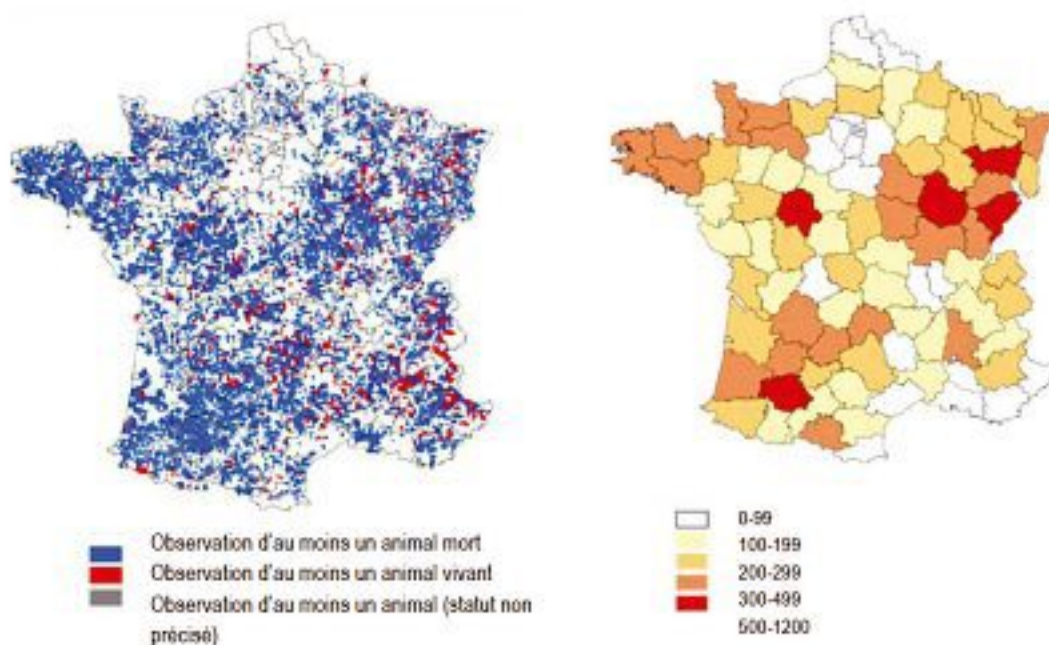 Observation d'au moins un animal mort
Observation d'au moins un animal vivant
Observation d'au moins un animal (statut non
précisé)
0-99
100-199
200-299
300-499
500-1200